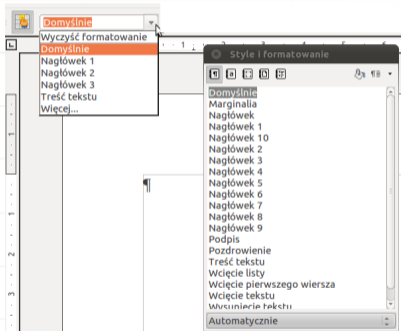 Domyślnie
Wyczyść formatowanie
Domyślnie
Nagłówek 1
Nagłówek 2
Nagłówek 3
Treść tekstu
Więcej...
Style i formatowanie
Domyślnie
Marginalia
Nagłówek
Nagłówek 1
Nagłówek 10
Nagłówek 2
Nagłówek 3
Nagłówek 4
Nagłówek 5
Nagłówek 6
Nagłówek 7
Nagłówek 8
Nagłówek 9
Podpis
Pozdrowienie
Treść tekstu
Wcięcie listy
Wcięcie pierwszego wiersza
Wcięcie tekstu
Wysunięcie tekstu
Automatycznie
¶